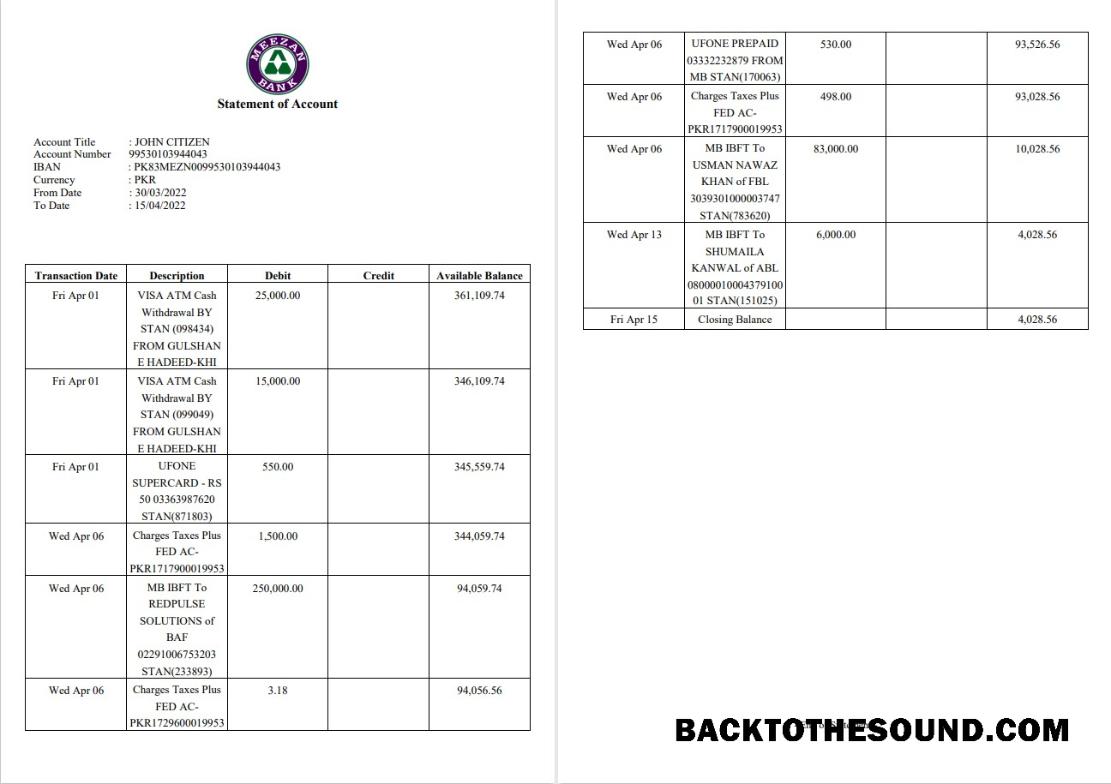 MEEZAN
BANK
Statement of Account
Account Title : JOHN CITIZEN
Account Number 99530103944043
IBAN : PK83MEZN0099530103944043
Currency : PKR
From Date : 30/03/2022
To Date : 15/04/2022
Transaction Date Description Debit Credit Available Balance
Fri Apr 01 VISA ATM Cash 25,000.00 361,109.74
Withdrawal BY
STAN (098434)
FROM GULSHAN
E HADEED-KHI
Fri Apr 01 VISA ATM Cash 15,000.00 346,109.74
Withdrawal BY
STAN (099049)
FROM GULSHAN
E HADEED-KHI
Fri Apr 01 UFONE 550.00 345,559.74
SUPERCARD - RS
50 03363987620
STAN(871803)
Wed Apr 06 Charges Taxes Plus 1,500.00 344,059.74
FED AC-
PKR1717900019953
Wed Apr 06 MB IBFT To 250,000.00 94,059.74
REDPULSE
SOLUTIONS of
BAF
02291006753203
STAN(233893)
Wed Apr 06 Charges Taxes Plus 3.18 94,056.56
FED AC-
PKR1729600019953
Wed Apr 06 UFONE PREPAID 530.00 93,526.56
03332232879 FROM
MB STAN(170063)
Wed Apr 06 Charges Taxes Plus 498.00 93,028.56
FED AC-
PKR1717900019953
Wed Apr 06 MB IBFT To 83,000.00 10,028.56
USMAN NAWAZ
KHAN of FBL
3039301000003747
STAN(783620)
Wed Apr 13 MB IBFT To 6,000.00 4,028.56
SHUMAILA
KANWAL of ABL
08000010004379100
01 STAN(151025)
Fri Apr 15 Closing Balance 4,028.56
BACKTOTHESOUND.COM